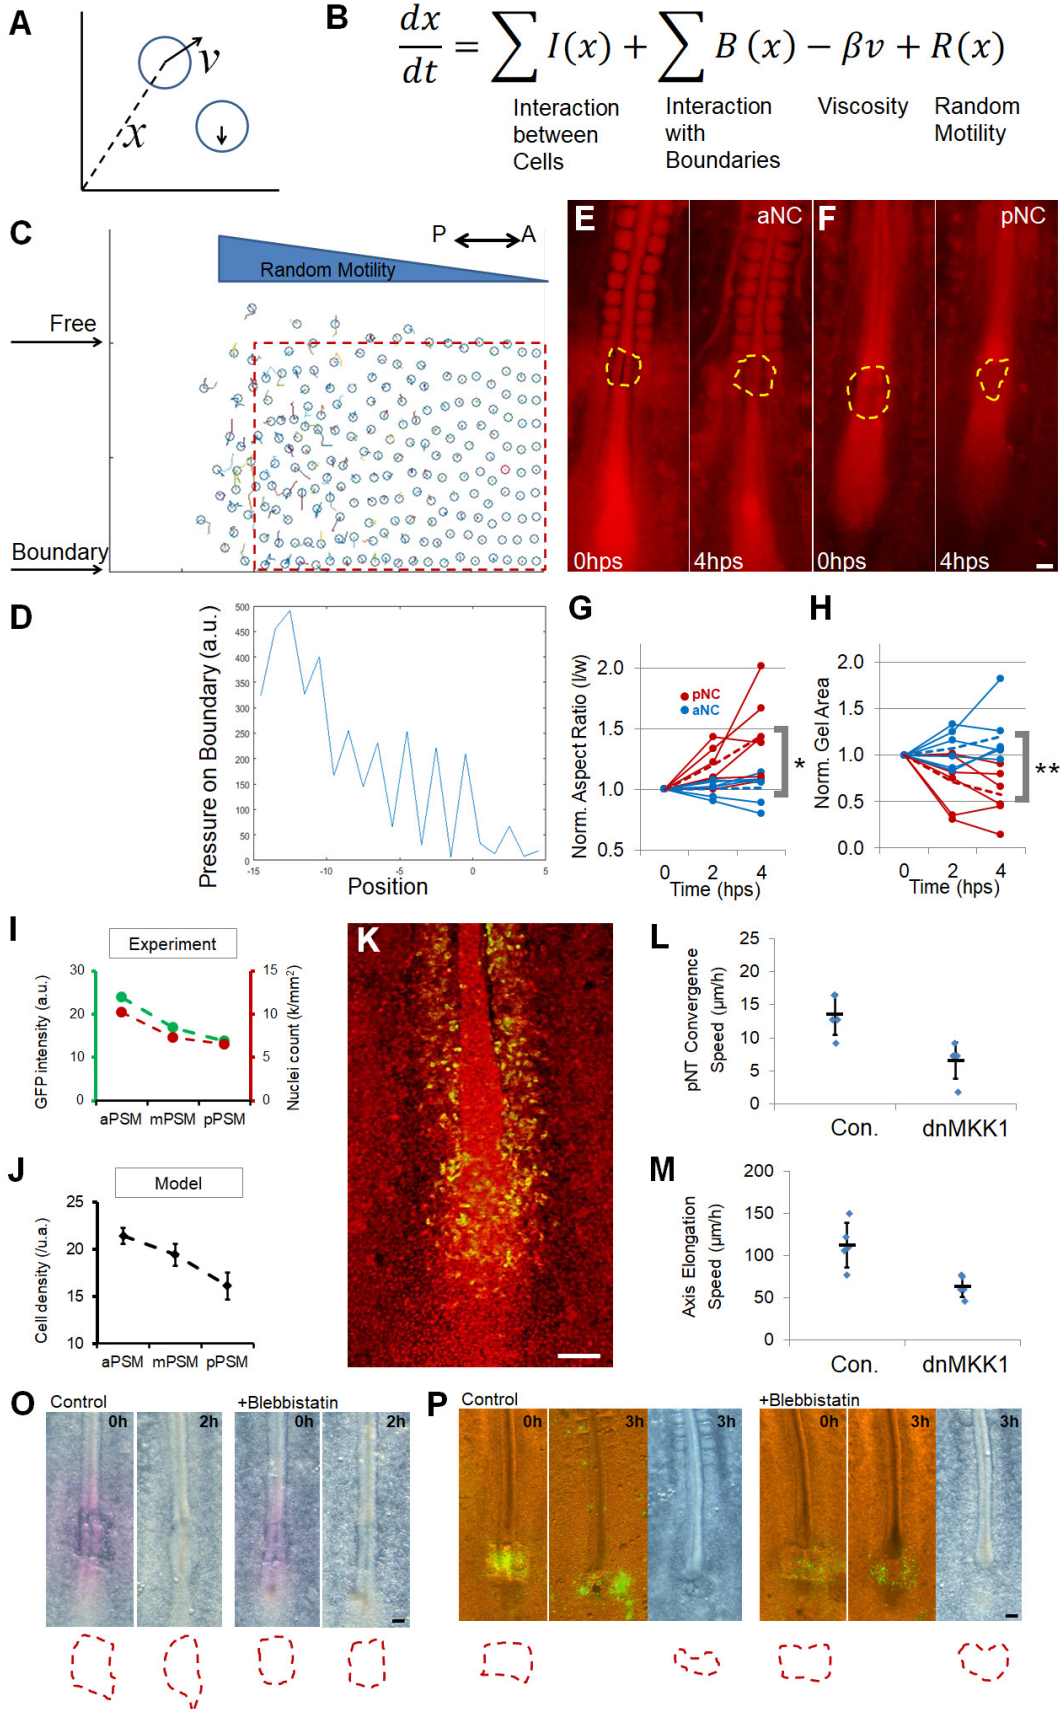 A
v
x
B
dx/dt = ∑ I(x) + ∑ B (x) − βv + R(x)
Interaction between Cells
Interaction with Boundaries
Viscosity
Random Motility
C
P A
Random Motility
Free
Boundary
D
Pressure on Boundary (a.u.)
500
450
400
350
300
250
200
150
100
50
0
-15 -10 -5 0 5
Position
E
aNC
0hps
4hps
F
pNC
0hps
4hps
G
Norm. Aspect Ratio (l/w)
2.0
1.5
1.0
0.5
pNC
aNC
*
0 2 4
Time (hps)
H
Norm. Gel Area
2.0
1.5
1.0
0.5
0.0
**
0 2 4
Time (hps)
I
Experiment
GFP intensity (a.u.)
30
20
10
0
15
10
5
0
Nuclei count (k/mm²)
aPSM mPSM pPSM
J
Model
Cell density (/u.a.)
25
20
15
10
aPSM mPSM pPSM
K
L
pNT Convergence Speed (µm/h)
25
20
15
10
5
0
Con. dnMKK1
M
Axis Elongation Speed (µm/h)
200
150
100
50
0
Con. dnMKK1
O
Control
0h
2h
+Blebbistatin
0h
2h
P
Control
0h
3h
3h
+Blebbistatin
0h
3h
3h